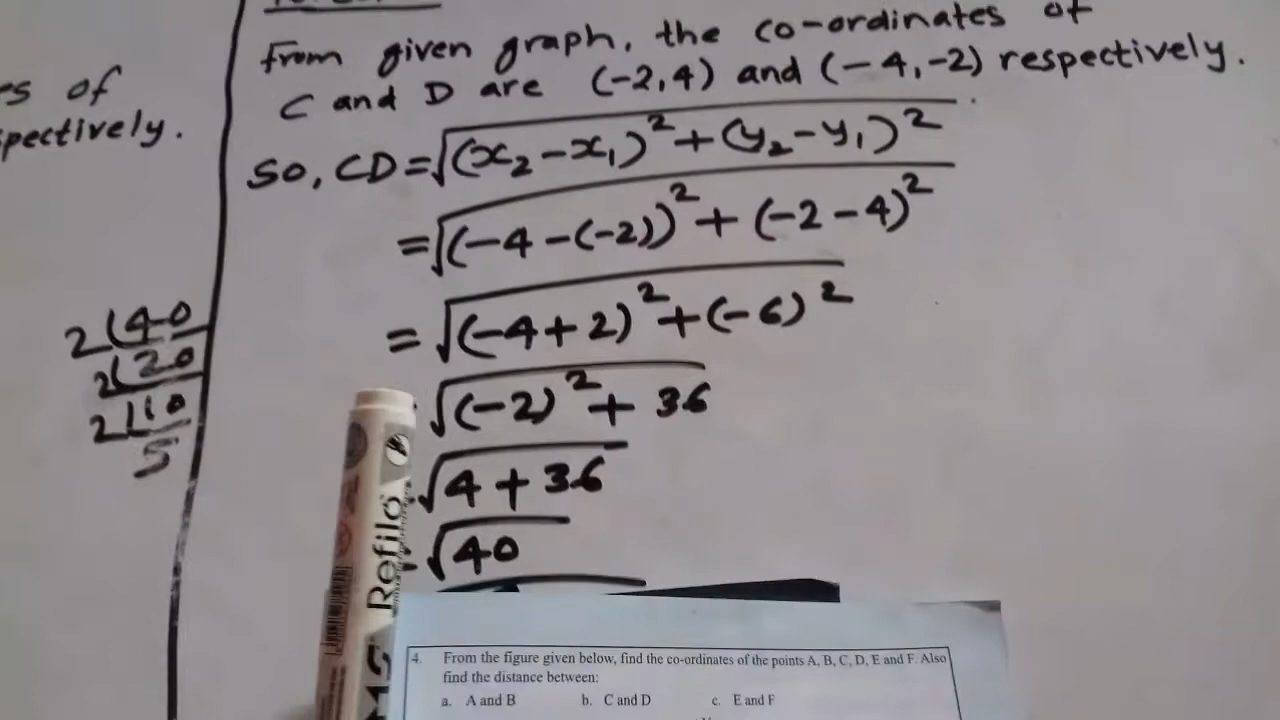 es of
pectively.
2(40
2(20
2(10
5
From given graph, the co-ordinates of
C and D are (-2,4) and (-4,-2) respectively.
So, CD=√(x₂-x₁)²+(y₂-y₁)²
=√(-4-(-2))²+(-2-4)²
=√(-4+2)²+(-6)²
√(-2)²+36
√4+36
√40
Refilo
4. From the figure given below, find the co-ordinates of the points A, B, C, D, E and F. Also
find the distance between:
a. A and B b. C and D c. E and F